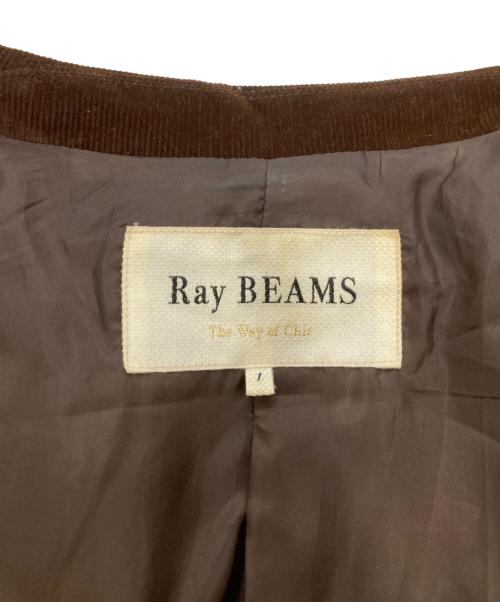 Ray BEAMS
The Way of Chic
1